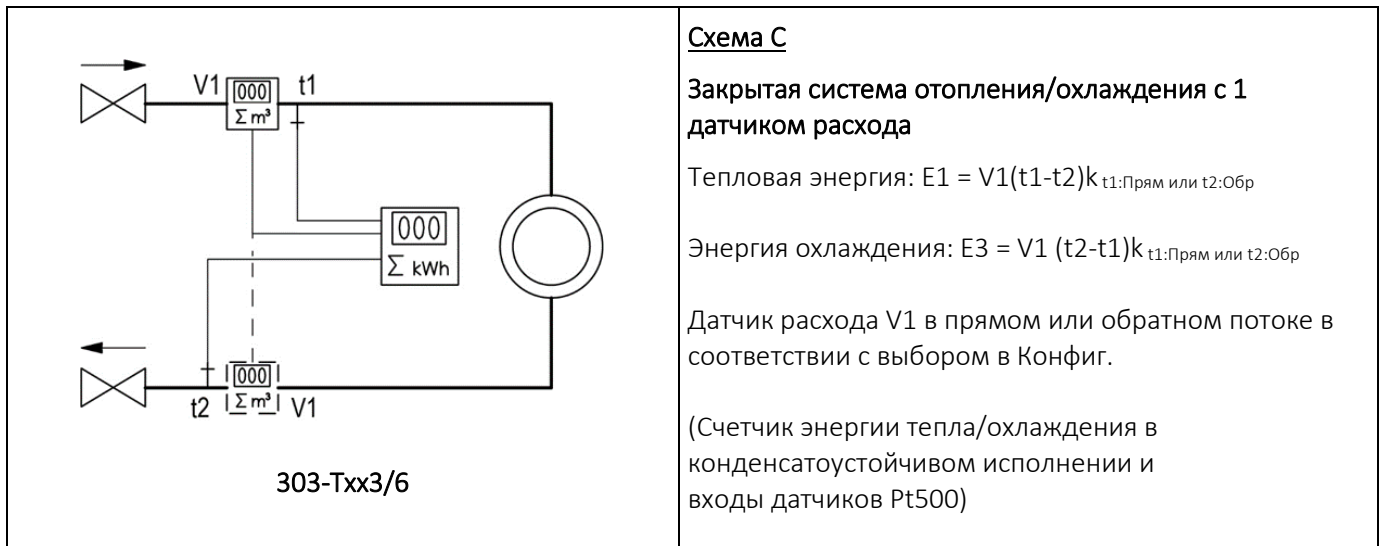 V1
000
Σ m³
t1
000
Σ kWh
000
Σ m³
t2
V1
303-Txx3/6
Схема C
Закрытая система отопления/охлаждения с 1
датчиком расхода
Тепловая энергия: E1 = V1(t1-t2)k t1:Прям или t2:Обр
Энергия охлаждения: E3 = V1 (t2-t1)k t1:Прям или t2:Обр
Датчик расхода V1 в прямом или обратном потоке в
соответствии с выбором в Конфиг.
(Счетчик энергии тепла/охлаждения в
конденсатоустойчивом исполнении и
входы датчиков Pt500)